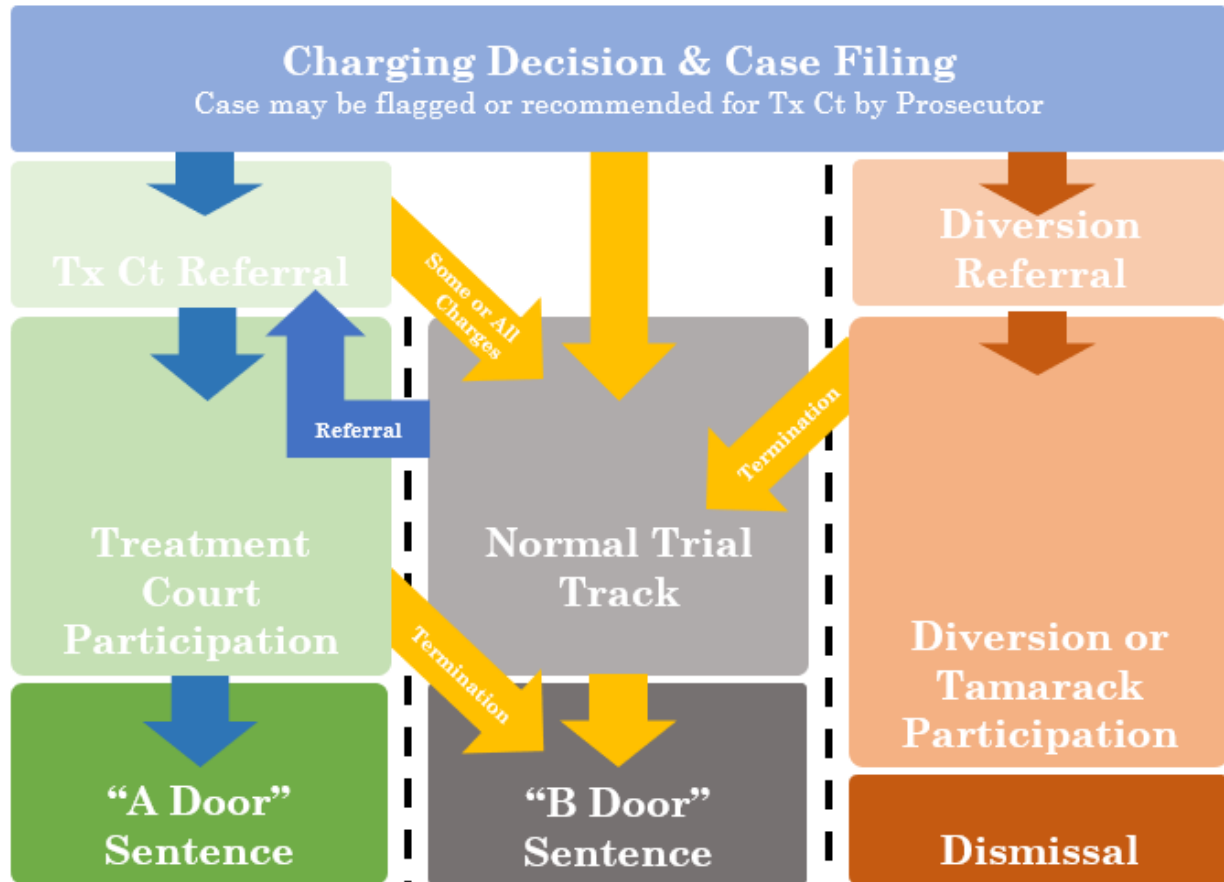 Charging Decision & Case Filing
Case may be flagged or recommended for Tx Ct by Prosecutor
Tx Ct Referral
Some or All
Charges
Diversion
Referral
Referral
Termination
Treatment
Court
Participation
Normal Trial
Track
Termination
Diversion or
Tamarack
Participation
“A Door”
Sentence
“B Door”
Sentence
Dismissal